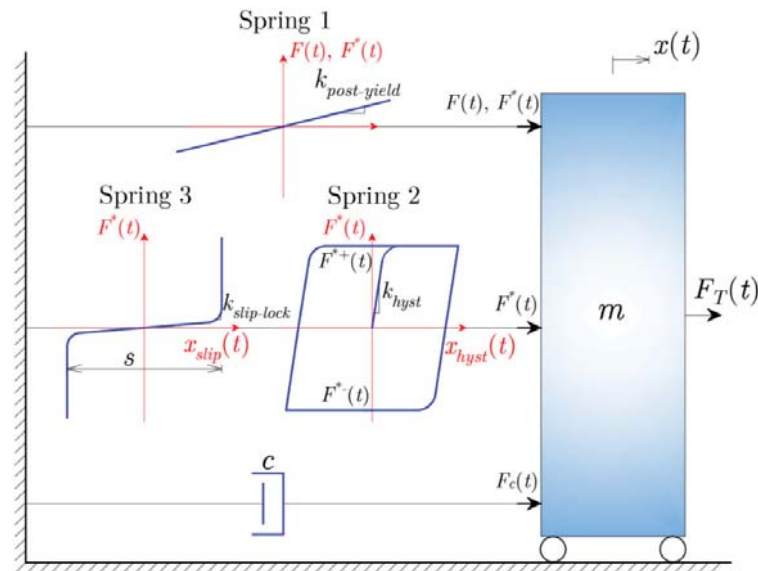 Spring 1
F(t), F*(t)
x(t)
k_post-yield
F(t), F*(t)
Spring 3
Spring 2
F*(t)
F*(t)
F*+(t)
k_hyst
k_slip-lock
F*(t)
F_T(t)
m
x_slip(t)
x_hyst(t)
s
F*-(t)
c
F_c(t)